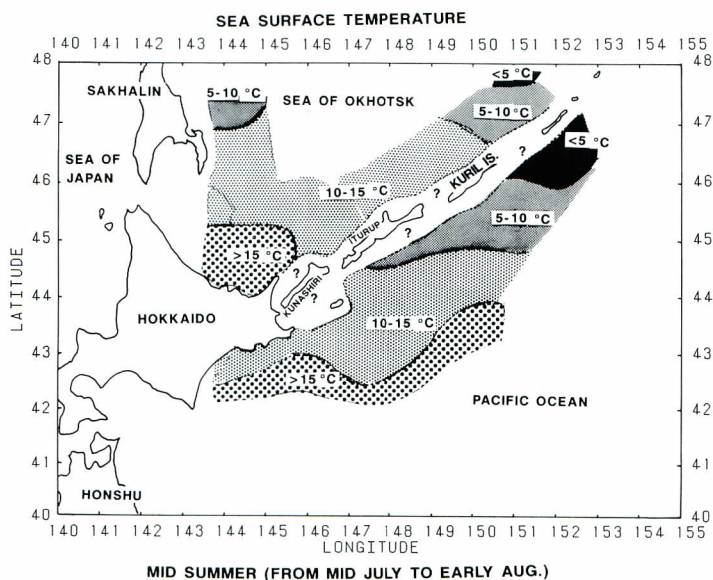 SEA SURFACE TEMPERATURE
140 141 142 143 144 145 146 147 148 149 150 151 152 153 154 155
48
47
46
45
44
43
42
41
40
LATITUDE
SAKHALIN
5-10 °C
SEA OF OKHOTSK
<5 °C
5-10 °C
SEA OF
JAPAN
<5 °C
KURIL IS.
?
10-15 °C
?
5-10 °C
ITURUP
?
>15 °C
?
KUNASHIRI
?
HOKKAIDO
10-15 °C
>15 °C
PACIFIC OCEAN
HONSHU
48
47
46
45
44
43
42
41
40
140 141 142 143 144 145 146 147 148 149 150 151 152 153 154 155
LONGITUDE
MID SUMMER (FROM MID JULY TO EARLY AUG.)